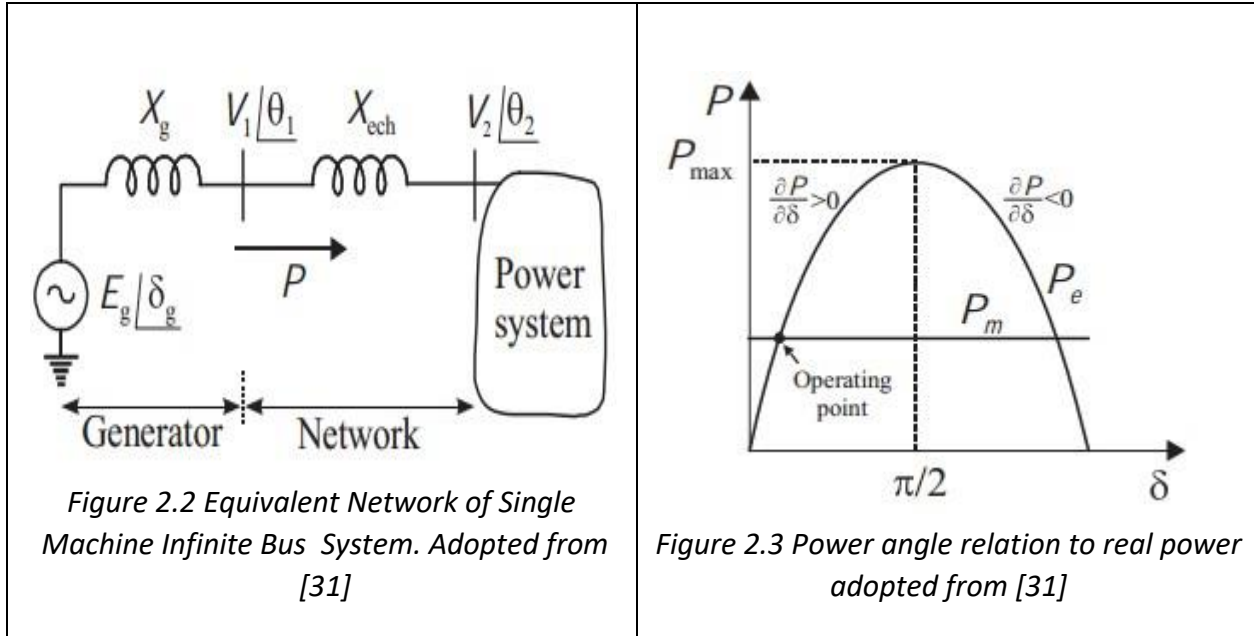 X_g V_1/θ_1 X_ech V_2/θ_2
P
E_g/δ_g
Power
system
Generator Network
Figure 2.2 Equivalent Network of Single
Machine Infinite Bus System. Adopted from
[31]
P
P_max
∂P/∂δ>0 ∂P/∂δ<0
P_e
P_m
Operating
point
π/2 δ
Figure 2.3 Power angle relation to real power
adopted from [31]